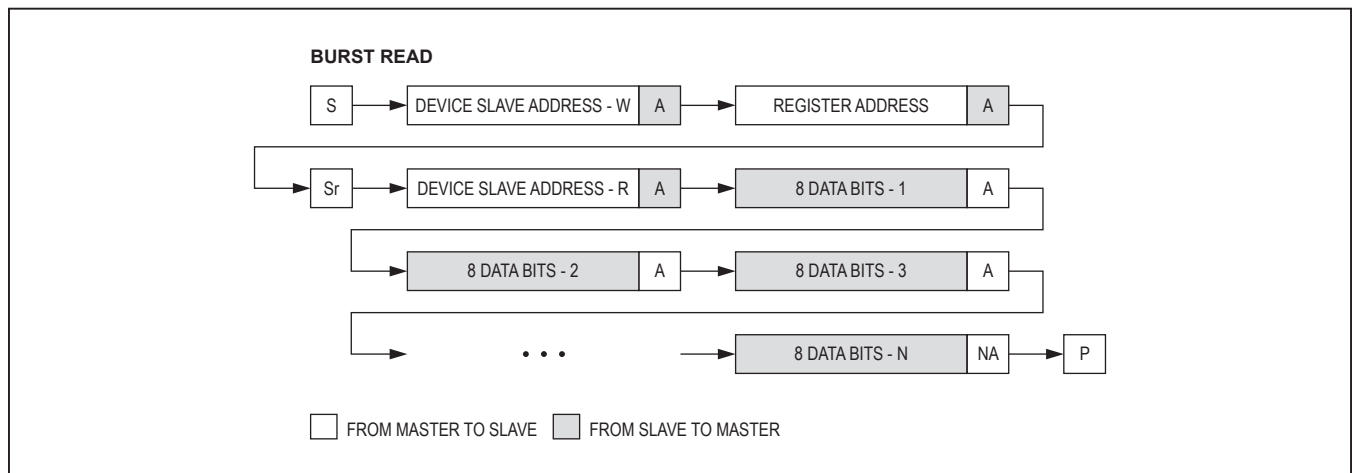 BURST READ
S DEVICE SLAVE ADDRESS - W A REGISTER ADDRESS A
Sr DEVICE SLAVE ADDRESS - R A 8 DATA BITS - 1 A
8 DATA BITS - 2 A 8 DATA BITS - 3 A
• • • 8 DATA BITS - N NA P
FROM MASTER TO SLAVE FROM SLAVE TO MASTER